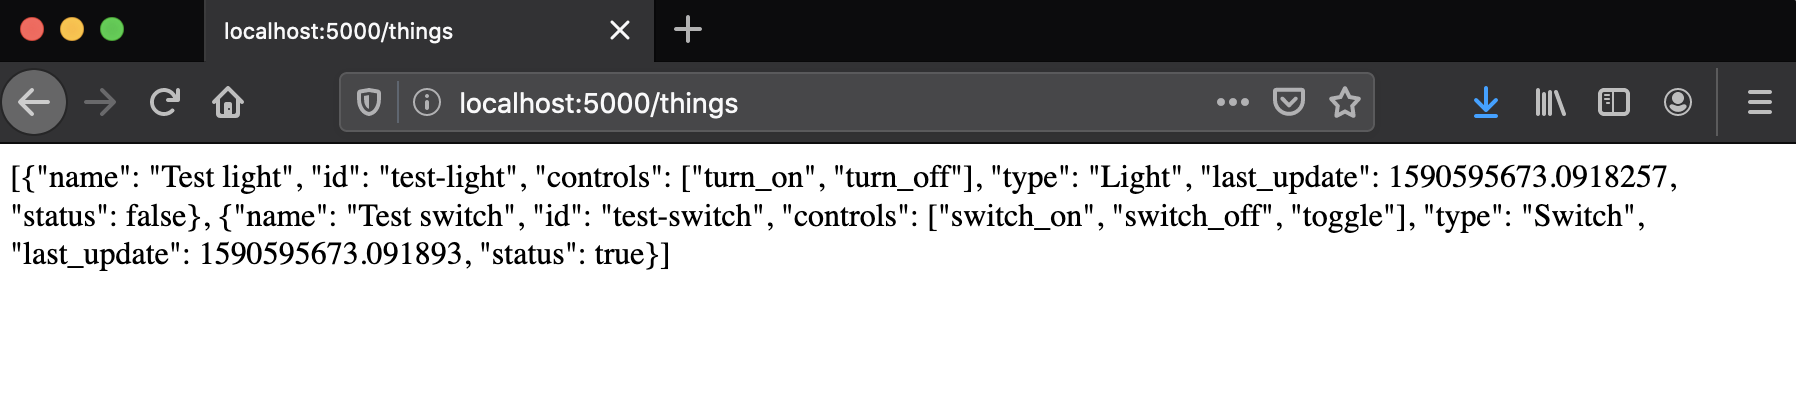 localhost:5000/things
localhost:5000/things
[{"name": "Test light", "id": "test-light", "controls": ["turn_on", "turn_off"], "type": "Light", "last_update": 1590595673.0918257,
"status": false}, {"name": "Test switch", "id": "test-switch", "controls": ["switch_on", "switch_off", "toggle"], "type": "Switch",
"last_update": 1590595673.091893, "status": true}]